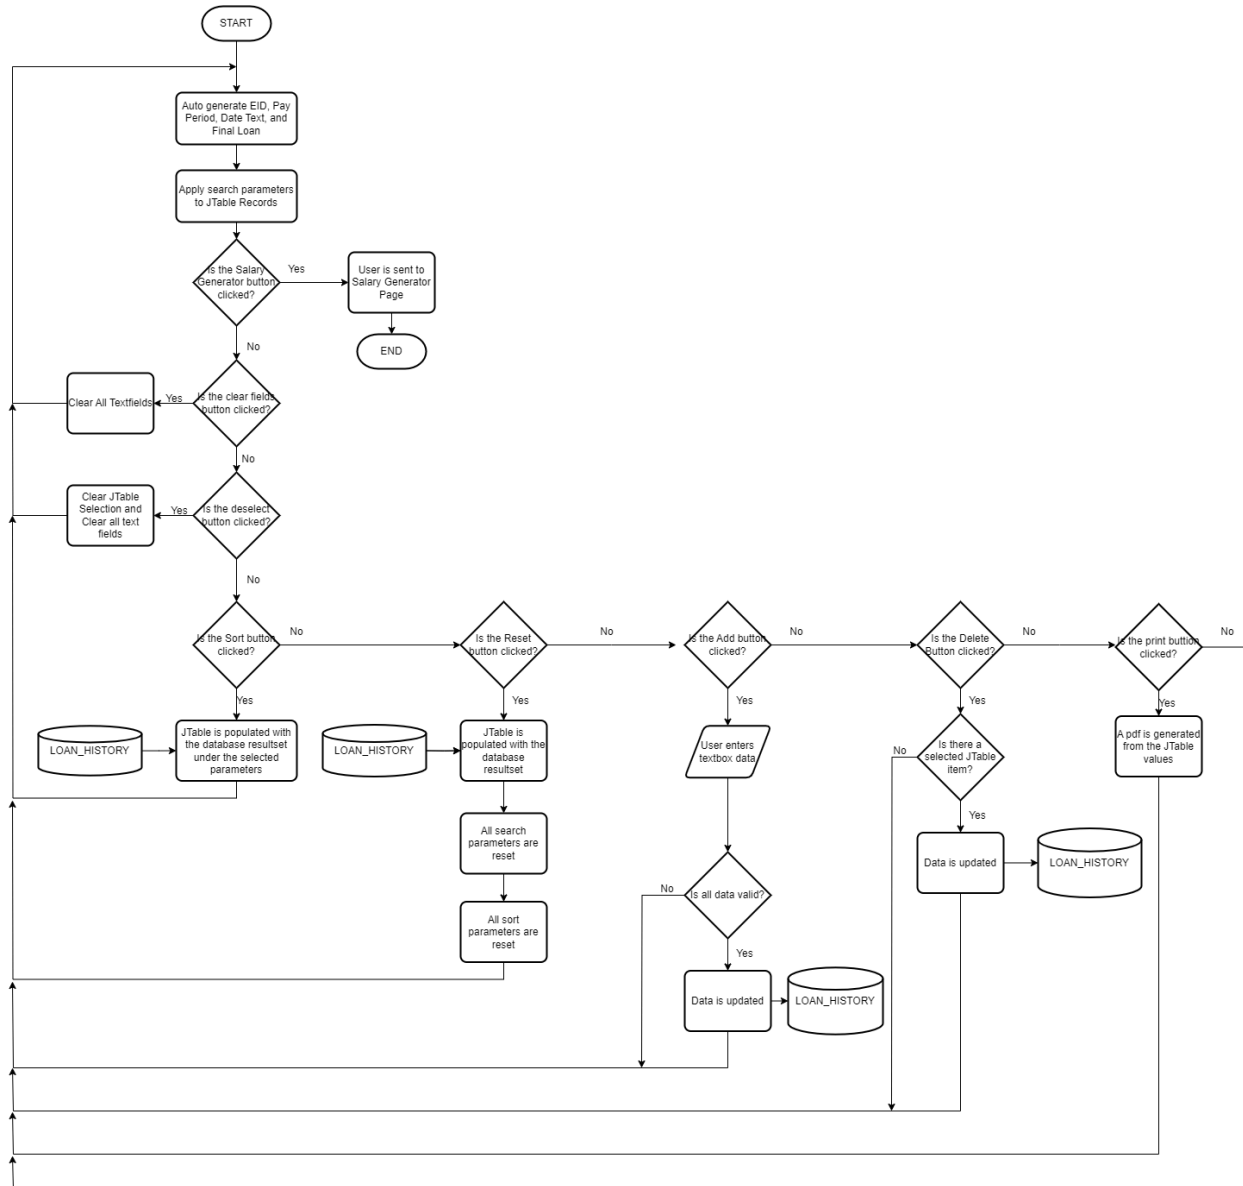 START
Auto generate EID, Pay
Period, Date Text, and
Final Loan
Apply search parameters
to JTable Records
Is the Salary
Generator button
clicked?
Yes
User is sent to
Salary Generator
Page
END
No
Clear All Textfields
Yes
Is the clear fields
button clicked?
No
Clear JTable
Selection and
Clear all text
fields
Yes
Is the deselect
button clicked?
No
Is the Sort button
clicked?
No
Is the Reset
button clicked?
No
Is the Add button
clicked?
No
Is the Delete
Button clicked?
No
Is the print buttion
clicked?
No
Yes
Yes
Yes
Yes
Yes
LOAN_HISTORY
JTable is populated with
the database resultset
under the selected
parameters
LOAN_HISTORY
JTable is
populated with the
database
resultset
User enters
textbox data
No
Is there a
selected JTable
item?
A pdf is generated
from the JTable
values
Yes
All search
parameters are
reset
Data is updated
LOAN_HISTORY
No
Is all data valid?
All sort
parameters are
reset
Yes
Data is updated
LOAN_HISTORY